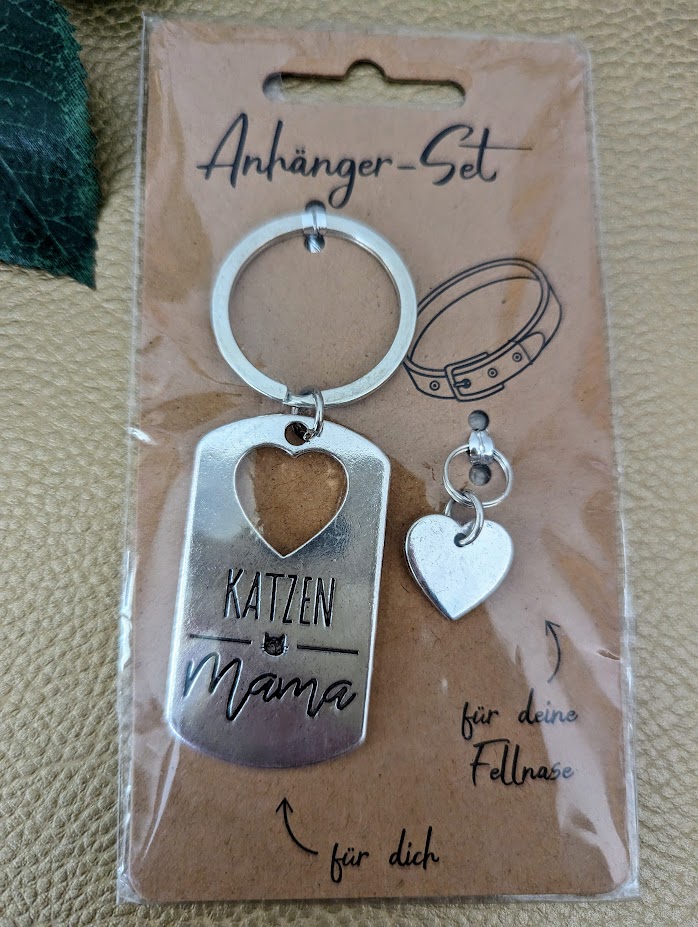 Anhänger-Set
KATZEN
Mama
für deine
Fellnase
für dich